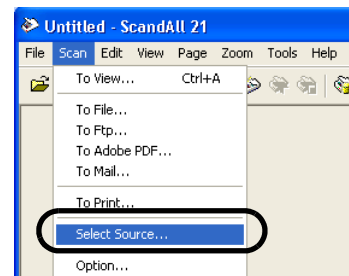 Untitled - ScandAll 21
File Scan Edit View Page Zoom Tools Help
To View... Ctrl+A
To File...
To Ftp...
To Adobe PDF...
To Mail...
To Print...
Select Source...
Option...